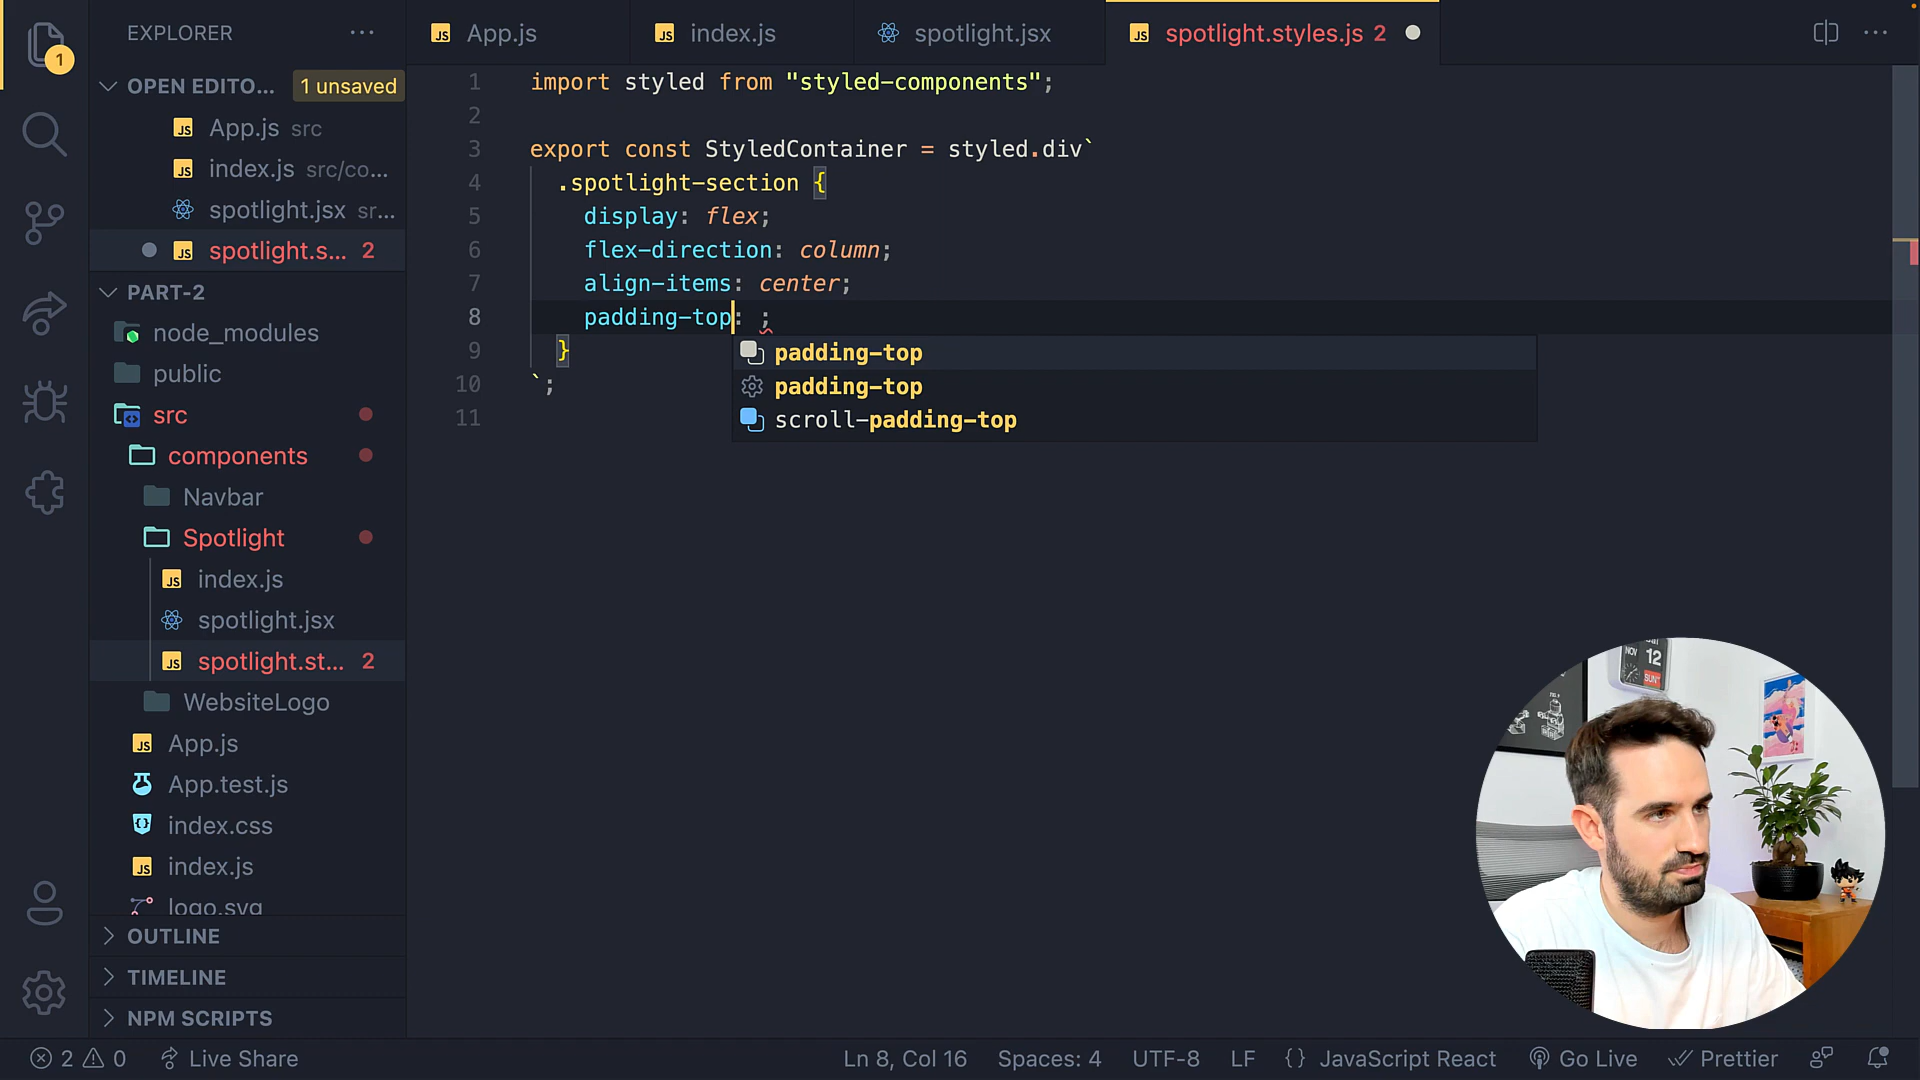 EXPLORER
App.js
index.js
spotlight.jsx
spotlight.styles.js 2
1
OPEN EDITO... 1 unsaved
App.js src
index.js src/co...
spotlight.jsx sr...
spotlight.s... 2
PART-2
node_modules
public
src
components
Navbar
Spotlight
index.js
spotlight.jsx
spotlight.st... 2
WebsiteLogo
App.js
App.test.js
index.css
index.js
logo.svg
OUTLINE
TIMELINE
NPM SCRIPTS
1 import styled from "styled-components";
2
3 export const StyledContainer = styled.div`
4 .spotlight-section {
5 display: flex;
6 flex-direction: column;
7 align-items: center;
8 padding-top: ;
9 }
10 `;
11
padding-top
padding-top
scroll-padding-top
NOV 12
SUN
2 0 Live Share
Ln 8, Col 16 Spaces: 4 UTF-8 LF {} JavaScript React Go Live Prettier